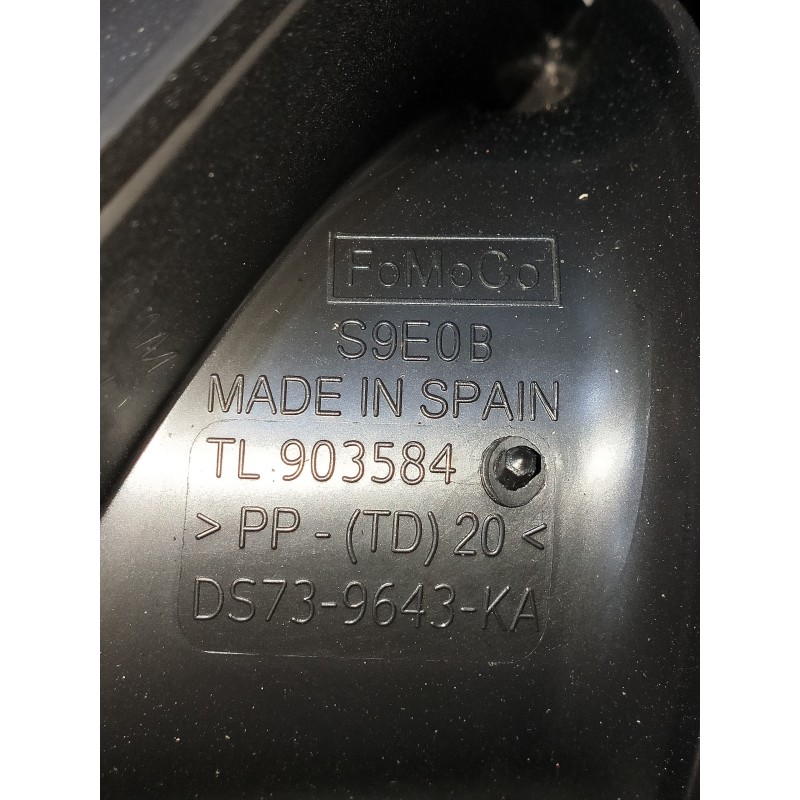 FoMoCo
S9E0B
MADE IN SPAIN
TL 903584
> PP - (TD) 20 <
DS73-9643-KA